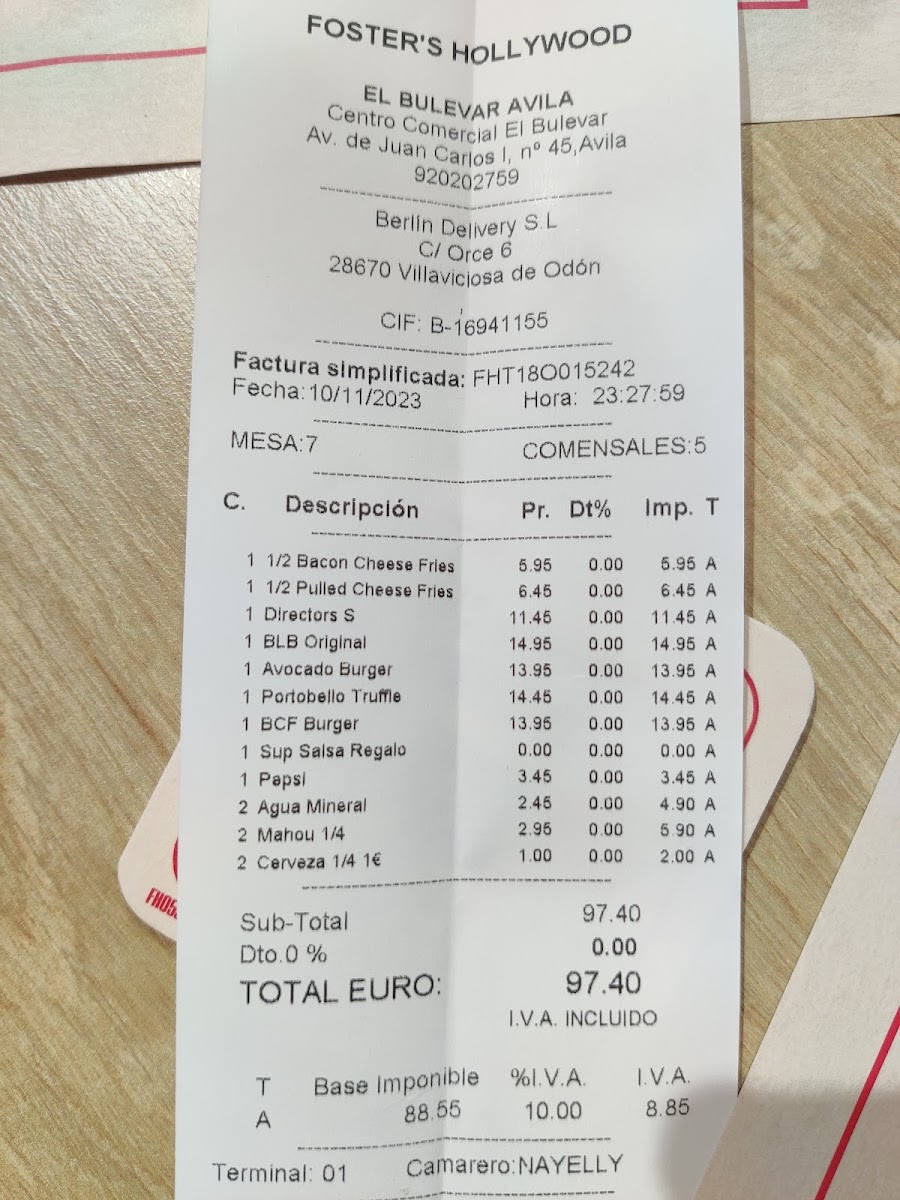 FOSTER'S HOLLYWOOD
EL BULEVAR AVILA
Centro Comercial El Bulevar
Av. de Juan Carlos I, nº 45,Avila
920202759
Berlin Delivery S.L
C/ Orce 6
28670 Villaviciosa de Odón
CIF: B-16941155
Factura simplificada: FHT18O015242
Fecha:10/11/2023 Hora: 23:27:59
MESA:7 COMENSALES:5
C. Descripción Pr. Dt% Imp. T
1 1/2 Bacon Cheese Fries 5.95 0.00 5.95 A
1 1/2 Pulled Cheese Fries 6.45 0.00 6.45 A
1 Directors S 11.45 0.00 11.45 A
1 BLB Original 14.95 0.00 14.95 A
1 Avocado Burger 13.95 0.00 13.95 A
1 Portobello Truffle 14.45 0.00 14.45 A
1 BCF Burger 13.95 0.00 13.95 A
1 Sup Salsa Regalo 0.00 0.00 0.00 A
1 Pepsi 3.45 0.00 3.45 A
2 Agua Mineral 2.45 0.00 4.90 A
2 Mahou 1/4 2.95 0.00 5.90 A
2 Cerveza 1/4 1€ 1.00 0.00 2.00 A
Sub-Total 97.40
Dto.0 % 0.00
TOTAL EURO: 97.40
I.V.A. INCLUIDO
T Base Imponible %I.V.A. I.V.A.
A 88.55 10.00 8.85
Terminal: 01 Camarero:NAYELLY